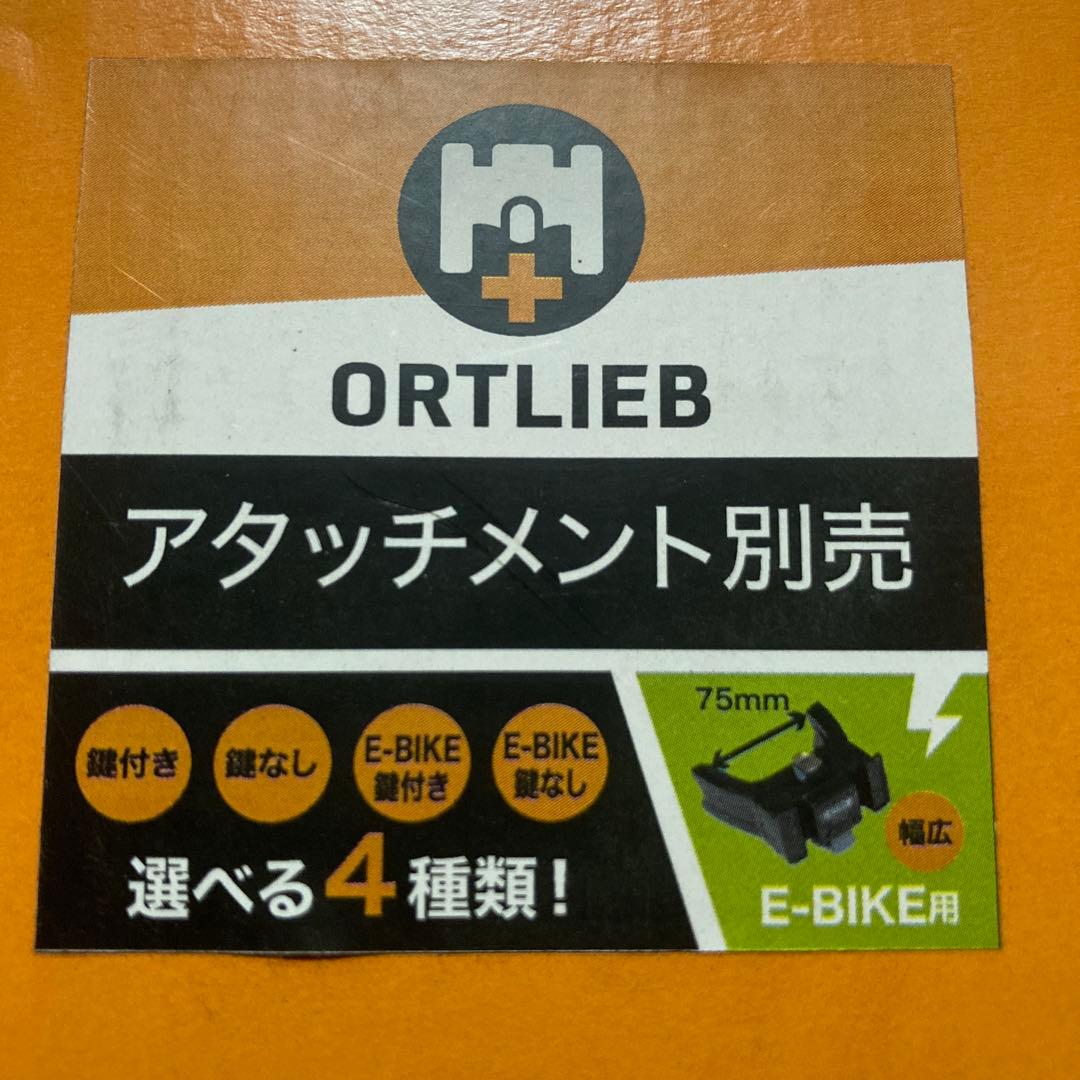 ORTLIEB
アタッチメント別売
鍵付き
鍵なし
E-BIKE
鍵付き
E-BIKE
鍵なし
選べる4種類!
75mm
幅広
E-BIKE用